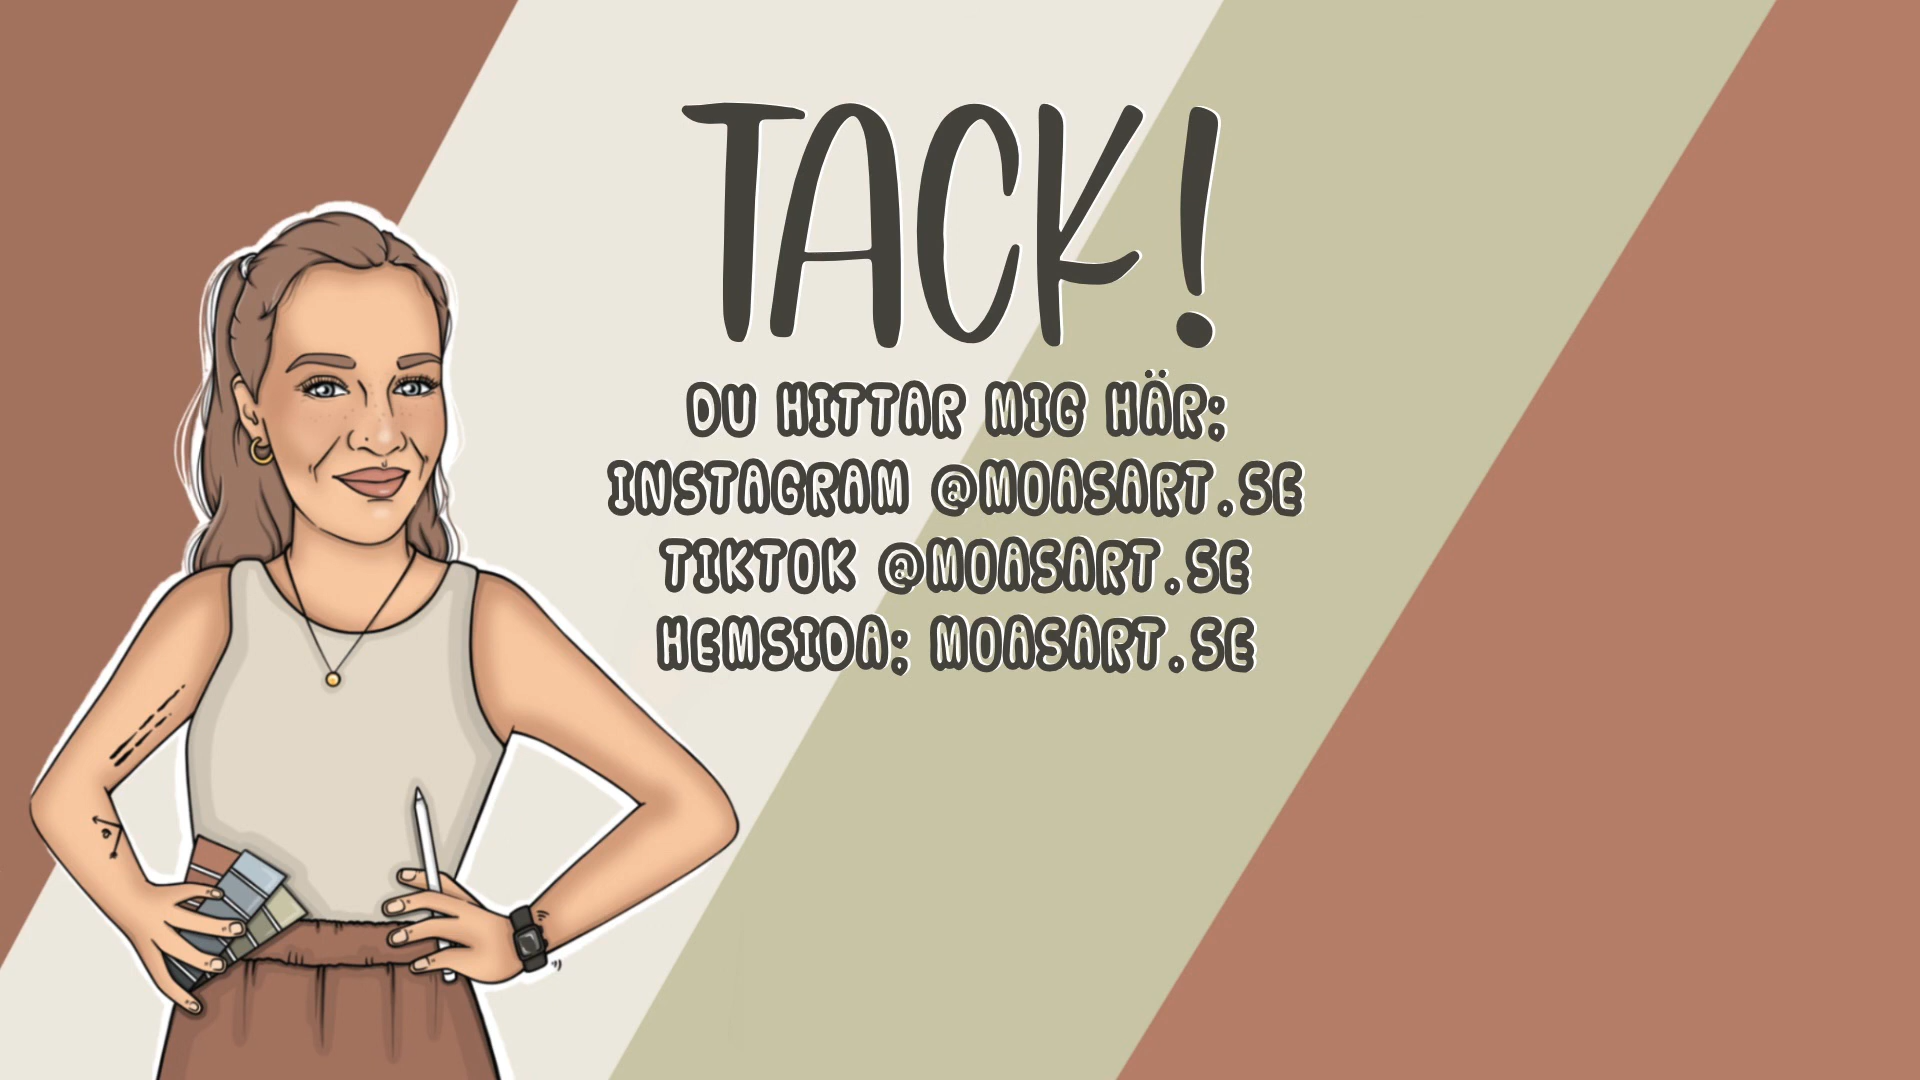 TACK!
DU HITTAR MIG HÄR:
INSTAGRAM @MOASART.SE
TIKTOK @MOASART.SE
HEMSIDA: MOASART.SE